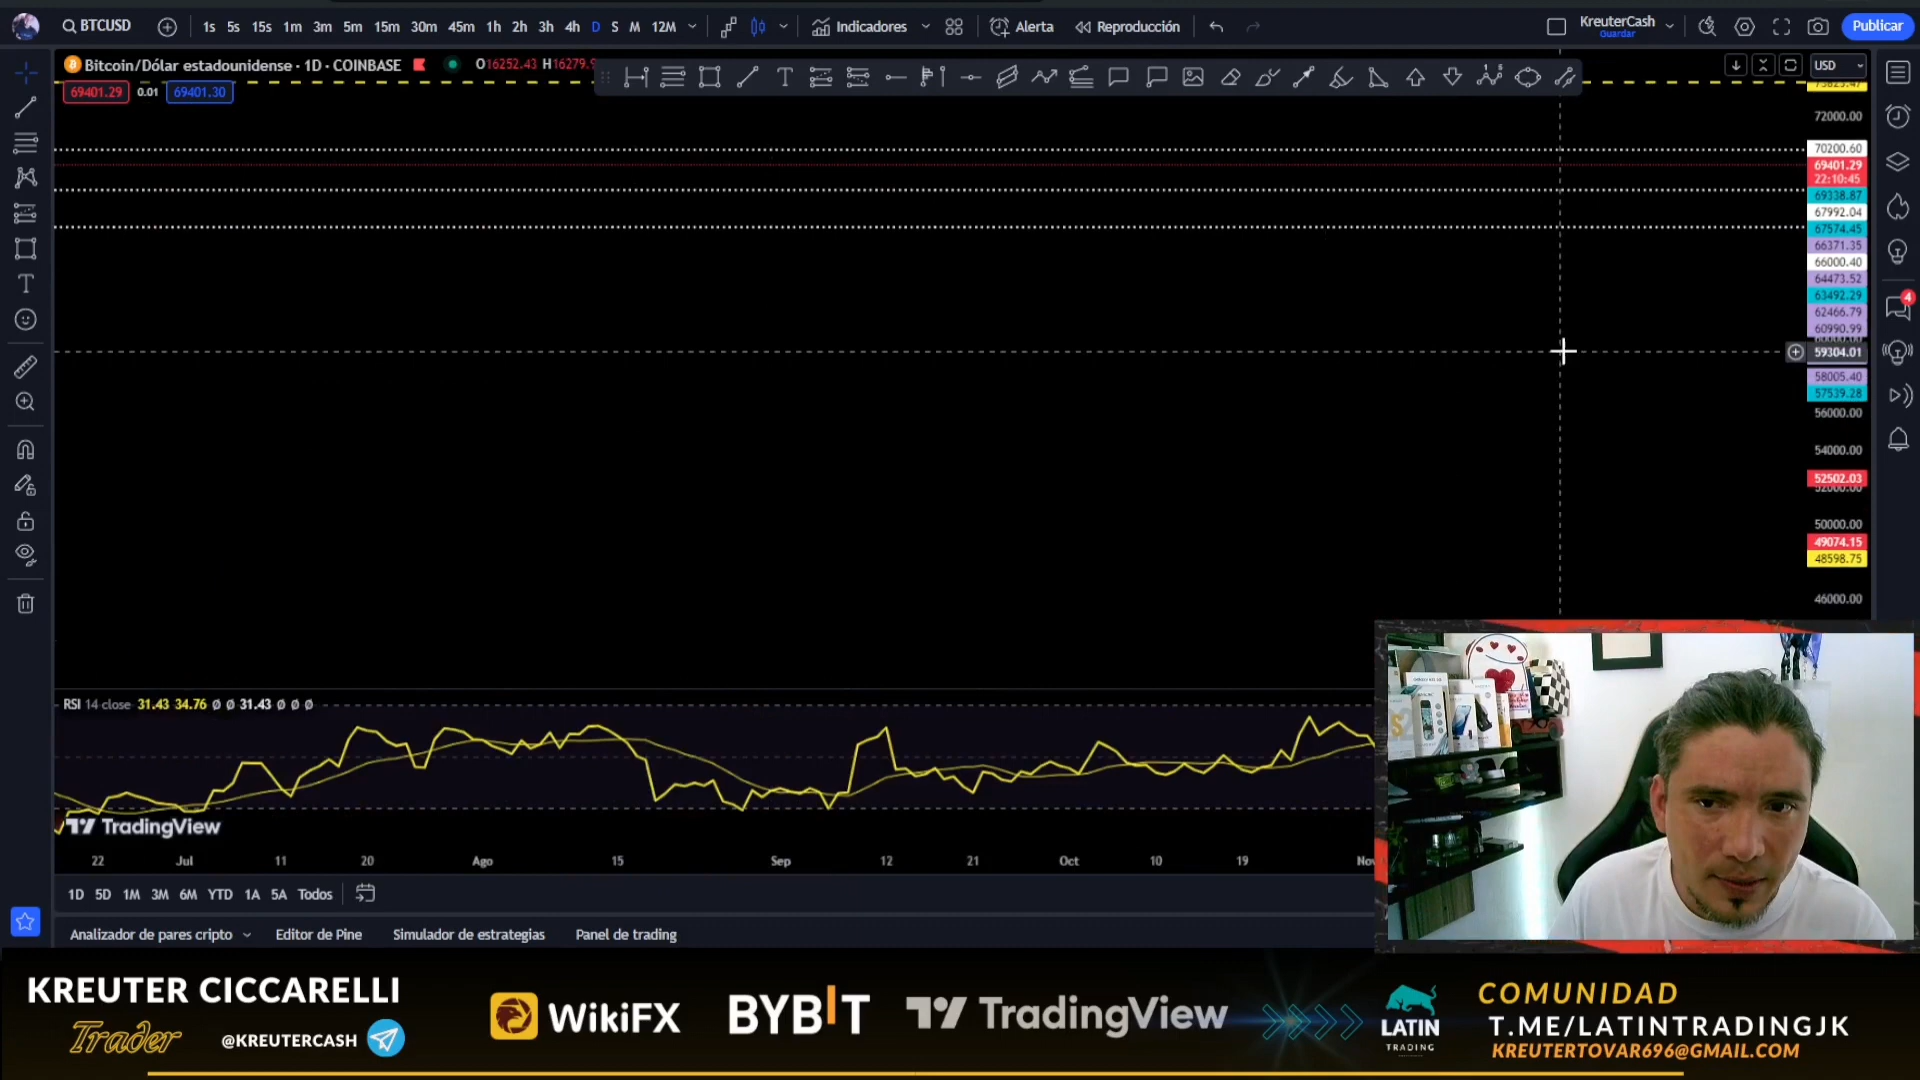 BTCUSD 1s 5s 15s 1m 3m 5m 15m 30m 45m 1h 2h 3h 4h D S M 12M Indicadores Alerta Reproducción KreuterCash Guardar Publicar
Bitcoin/Dólar estadounidense · 1D · COINBASE O16252.43 H16279.9 USD
69401.29 0.01 69401.30
72000.00
70200.60
69401.29
22:10:45
69338.87
67992.04
67574.45
66371.35
66000.40
64473.52
63492.29
62466.79
60990.99
59304.01
58005.40
57539.28
56000.00
54000.00
52502.03
50000.00
49074.15
48598.75
46000.00
4
RSI 14 close 31.43 34.76 Ø Ø 31.43 Ø Ø Ø
TradingView
22 Jul 11 20 Ago 15 Sep 12 21 Oct 10 19 Nov
1D 5D 1M 3M 6M YTD 1A 5A Todos
Analizador de pares cripto Editor de Pine Simulador de estrategias Panel de trading
KREUTER CICCARELLI
Trader @KREUTERCASH
WikiFX BYBIT TradingView
LATIN
TRADING
COMUNIDAD
T.ME/LATINTRADINGJK
KREUTERTOVAR696@GMAIL.COM